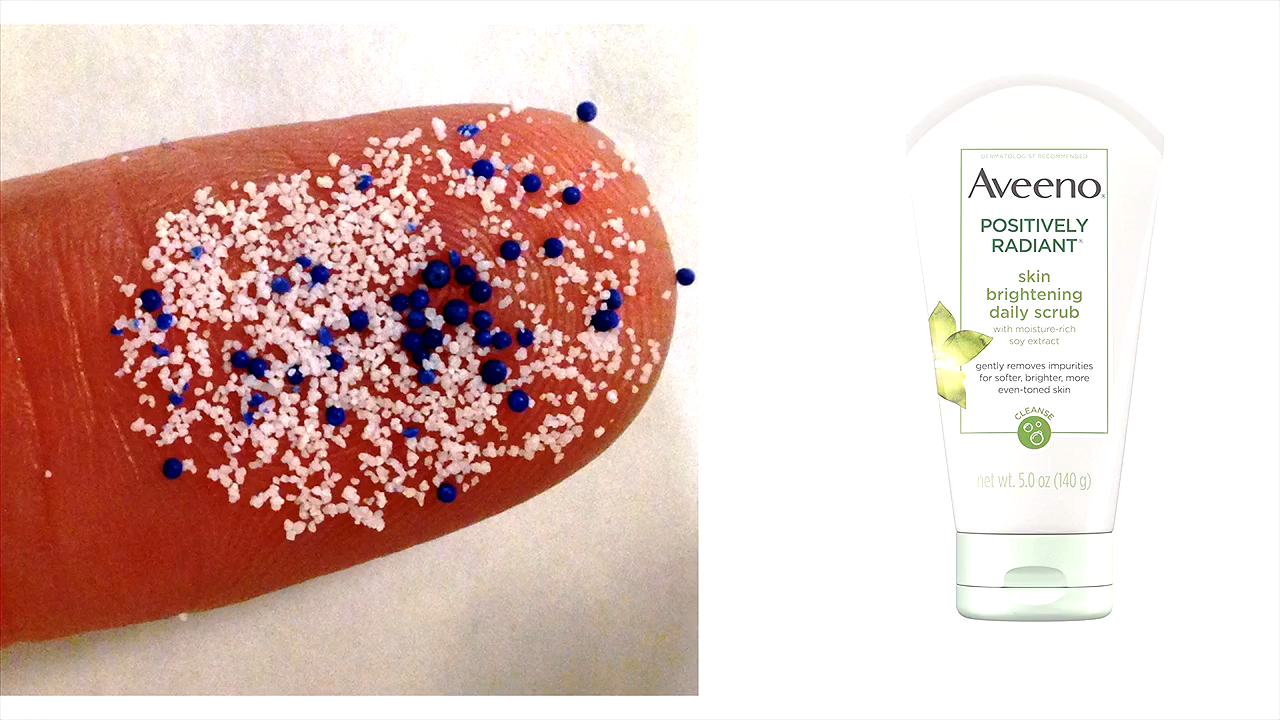 DERMATOLOGIST RECOMMENDED
Aveeno®
POSITIVELY
RADIANT®
skin
brightening
daily scrub
with moisture-rich
soy extract
gently removes impurities
for softer, brighter, more
even-toned skin
CLEANSE
net wt. 5.0 oz (140 g)